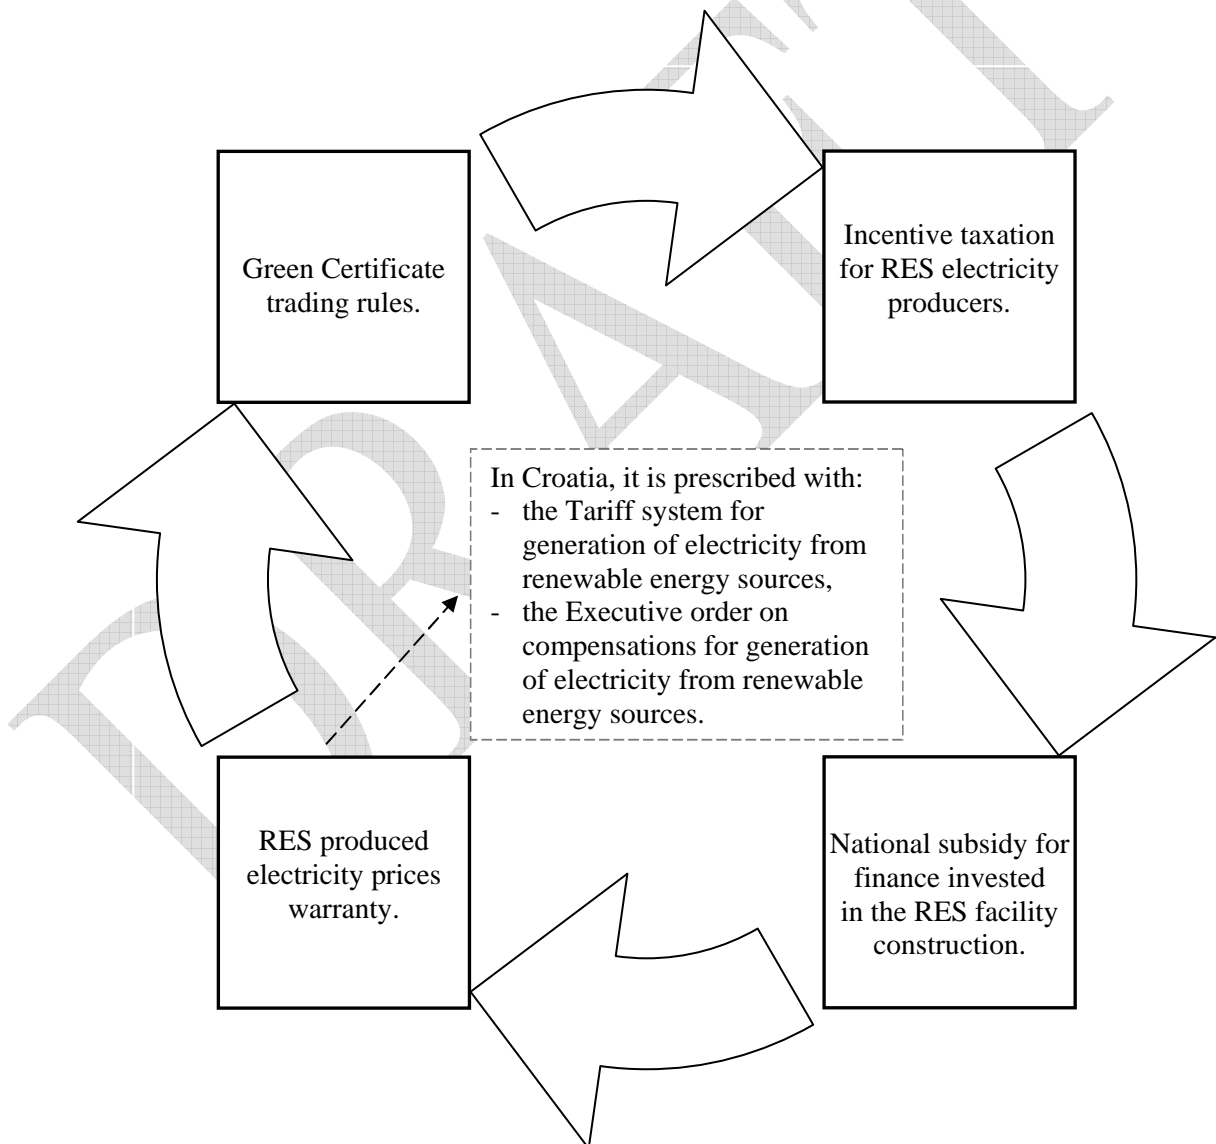 Green Certificate
trading rules.
Incentive taxation
for RES electricity
producers.
In Croatia, it is prescribed with:
- the Tariff system for
generation of electricity from
renewable energy sources,
- the Executive order on
compensations for generation
of electricity from renewable
energy sources.
RES produced
electricity prices
warranty.
National subsidy for
finance invested
in the RES facility
construction.
DRAFT